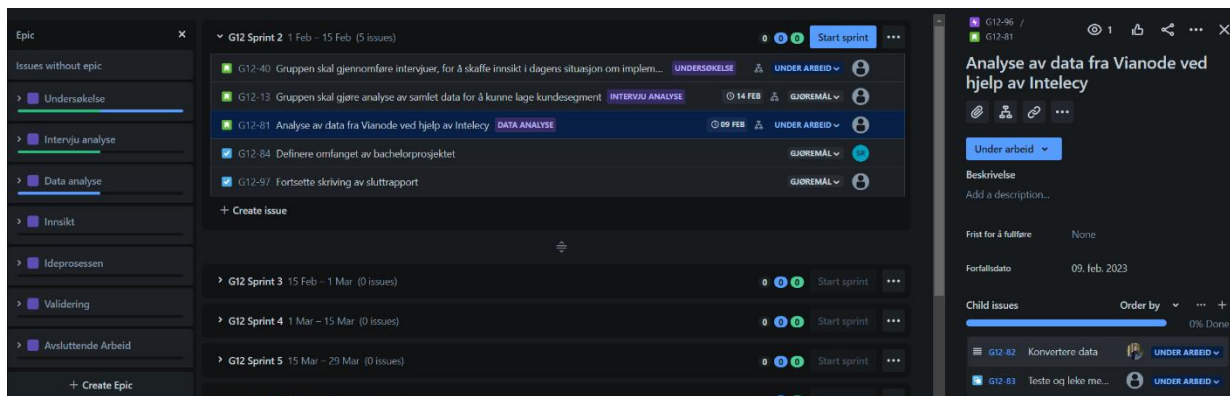 Epic
Issues without epic
Undersøkelse
Intervju analyse
Data analyse
Innsikt
Ideprosessen
Validering
Avsluttende Arbeid
+ Create Epic
G12 Sprint 2 1 Feb – 15 Feb (5 issues) 0 0 0 Start sprint
G12-40 Gruppen skal gjennomføre intervjuer, for å skaffe innsikt i dagens situasjon om implem... UNDERSØKELSE UNDER ARBEID
G12-13 Gruppen skal gjøre analyse av samlet data for å kunne lage kundesegment INTERVJU ANALYSE 14 FEB GJØREMÅL
G12-81 Analyse av data fra Vianode ved hjelp av Intelecy DATA ANALYSE 09 FEB UNDER ARBEID
G12-84 Definere omfanget av bachelorprosjektet GJØREMÅL SR
G12-97 Fortsette skriving av sluttrapport GJØREMÅL
+ Create issue
G12 Sprint 3 15 Feb – 1 Mar (0 issues) 0 0 0 Start sprint
G12 Sprint 4 1 Mar – 15 Mar (0 issues) 0 0 0 Start sprint
G12 Sprint 5 15 Mar – 29 Mar (0 issues) 0 0 0 Start sprint
G12-96 /
G12-81
1
Analyse av data fra Vianode ved
hjelp av Intelecy
Under arbeid
Beskrivelse
Add a description...
Frist for å fullføre None
Forfallsdato 09. feb. 2023
Child issues Order by
0% Done
G12-82 Konvertere data UNDER ARBEID
G12-83 Teste og leke me... UNDER ARBEID